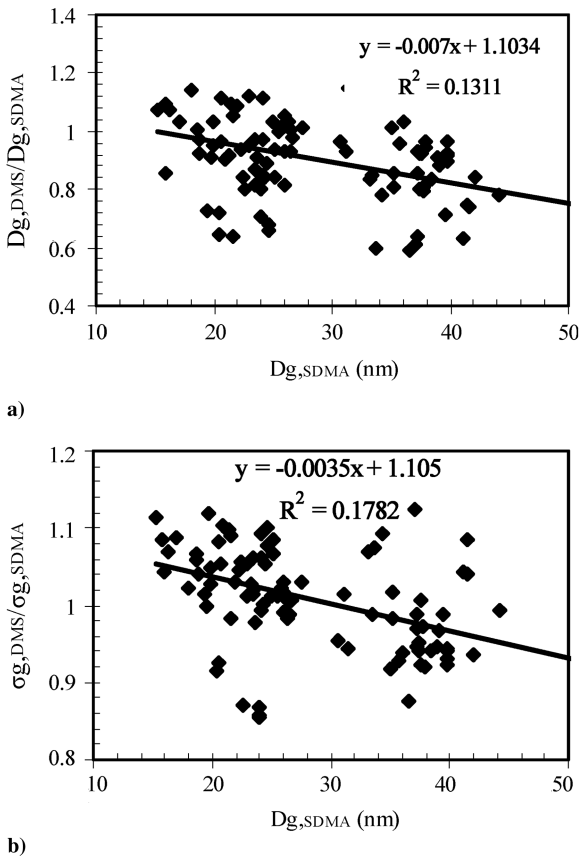 1.4
y = -0.007x + 1.1034
R² = 0.1311
1.2
1
0.8
0.6
0.4
Dg,DMS/Dg,SDMA
10 20 30 40 50
Dg,SDMA (nm)
a)
1.2
y = -0.0035x + 1.105
R² = 0.1782
1.1
1
0.9
0.8
σg,DMS/σg,SDMA
10 20 30 40 50
Dg,SDMA (nm)
b)